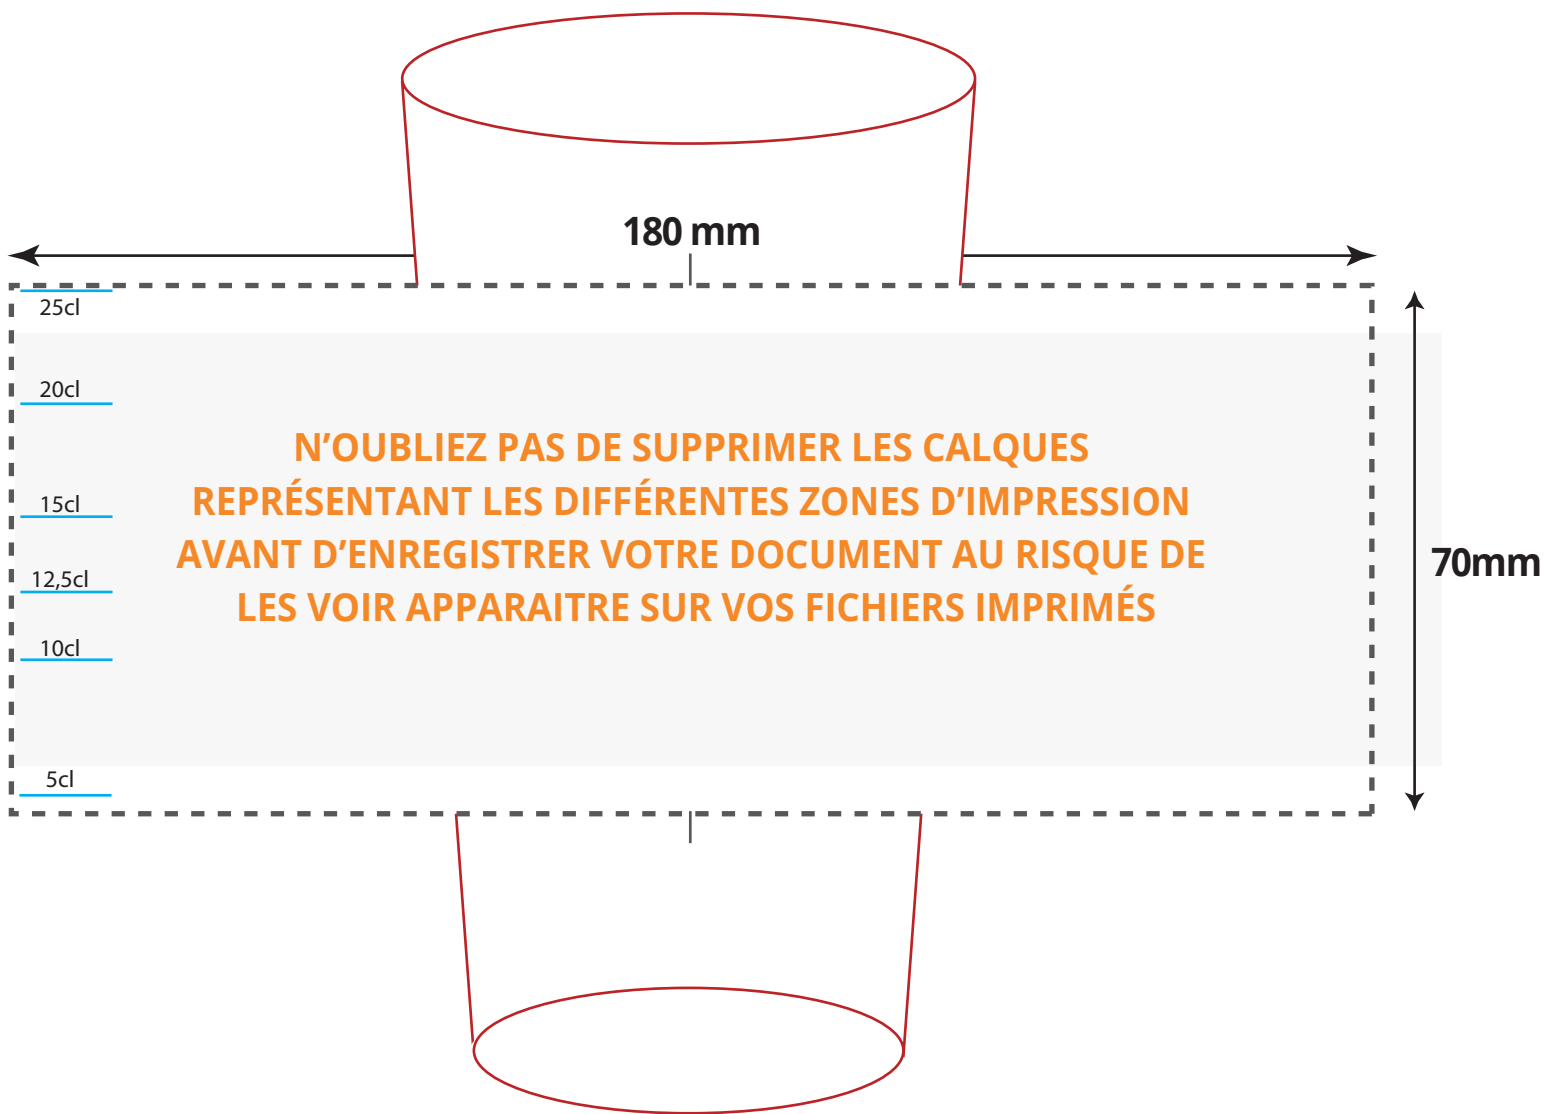 180 mm
25cl
20cl
N’OUBLIEZ PAS DE SUPPRIMER LES CALQUES
REPRÉSENTANT LES DIFFÉRENTES ZONES D’IMPRESSION
AVANT D’ENREGISTRER VOTRE DOCUMENT AU RISQUE DE
LES VOIR APPARAITRE SUR VOS FICHIERS IMPRIMÉS
15cl
12,5cl
10cl
5cl
70mm